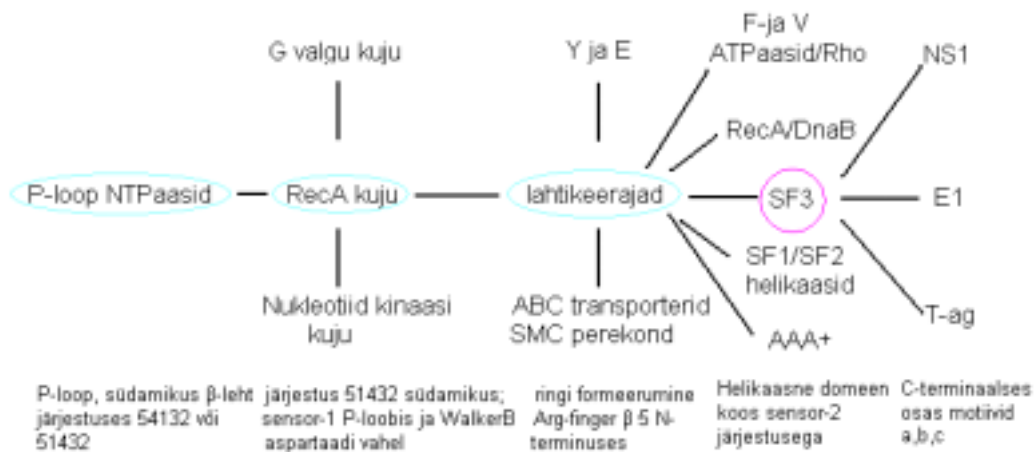 G valgu kuju
Y ja E
F-ja V
ATPaasid/Rho
NS1
RecA/DnaB
P-loop NTPaasid
RecA kuju
lahtikeerajad
SF3
E1
SF1/SF2
helikaasid
Nukleotiid kinaasi
kuju
ABC transporterid
SMC perekond
T-ag
AAA+
P-loop, südamikus β-leht
järjestuses 54132 või
51432
järjestus 51432 südamikus;
sensor-1 P-loobis ja WalkerB
aspartaadi vahel
ringi formeerumine
Arg-finger β 5 N-
terminuses
Helikaasne domeen
koos sensor-2
järjestusega
C-terminaalses
osas motiivid
a,b,c